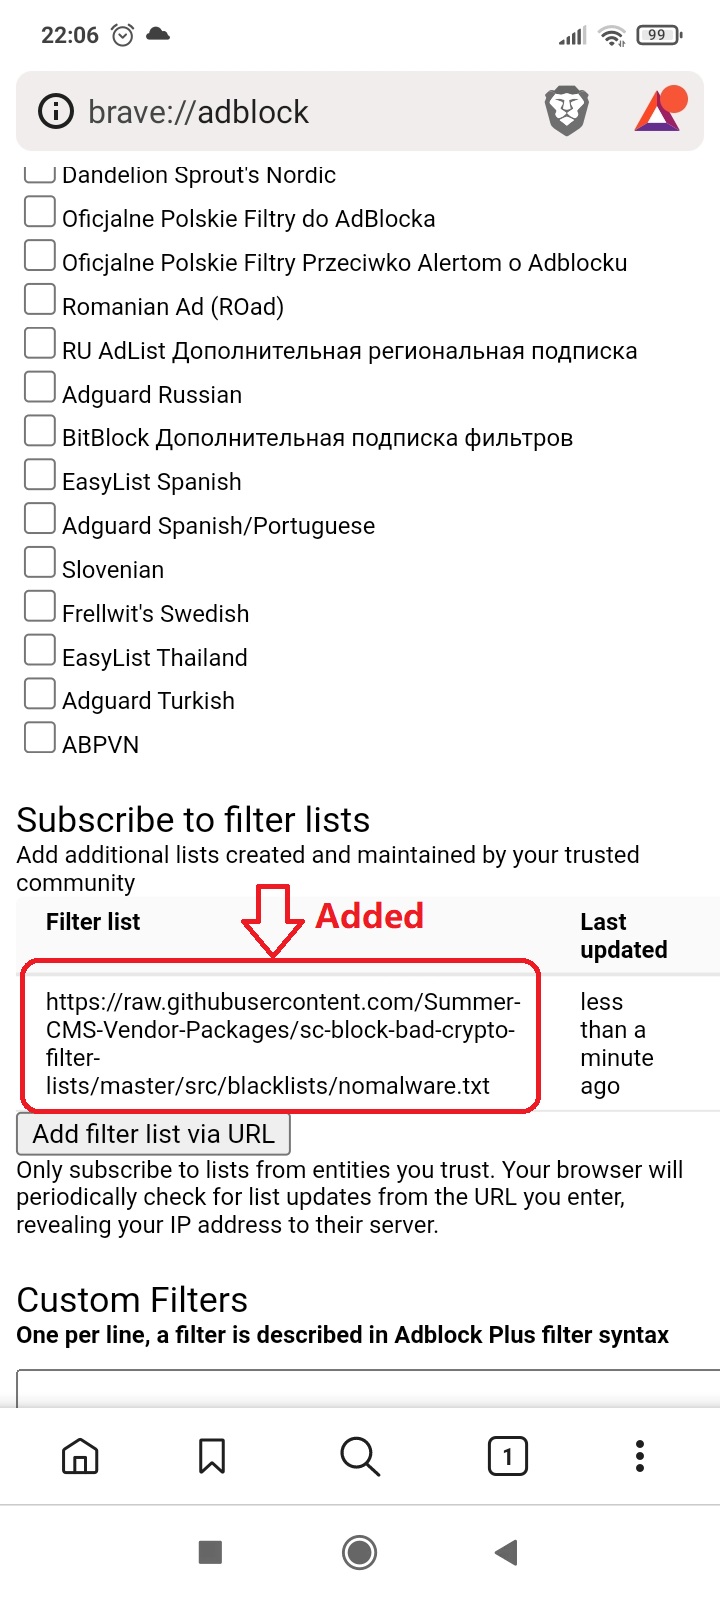 22:06
99
brave://adblock
Dandelion Sprout's Nordic
Oficjalne Polskie Filtry do AdBlocka
Oficjalne Polskie Filtry Przeciwko Alertom o Adblocku
Romanian Ad (ROad)
RU AdList Дополнительная региональная подписка
Adguard Russian
BitBlock Дополнительная подписка фильтров
EasyList Spanish
Adguard Spanish/Portuguese
Slovenian
Frellwit's Swedish
EasyList Thailand
Adguard Turkish
ABPVN
Subscribe to filter lists
Add additional lists created and maintained by your trusted
community
Added
Filter list
Last
updated
https://raw.githubusercontent.com/Summer-
CMS-Vendor-Packages/sc-block-bad-crypto-
filter-
lists/master/src/blacklists/nomalware.txt
less
than a
minute
ago
Add filter list via URL
Only subscribe to lists from entities you trust. Your browser will
periodically check for list updates from the URL you enter,
revealing your IP address to their server.
Custom Filters
One per line, a filter is described in Adblock Plus filter syntax
1